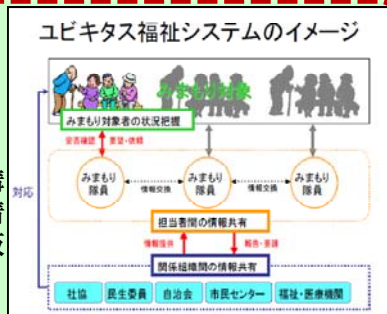 ユビキタス福祉システムのイメージ
みまもり対象
みまもり対象者の状況把握
安否確認
要望・依頼
みまもり
隊員
みまもり
隊員
みまもり
隊員
情報交換
情報交換
対応
担当者間の情報共有
情報提供
報告・要請
関係組織間の情報共有
社協
民生委員
自治会
市民センター
福祉・医療機関